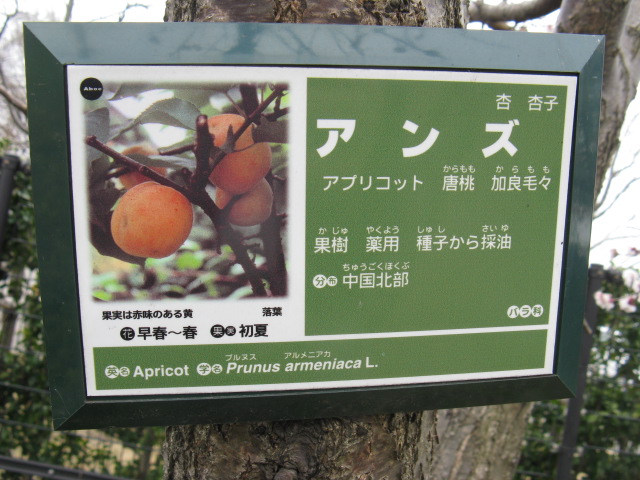 Aboc
杏 杏子
アンズ
からもも からもも
アプリコット 唐桃 加良毛々
かじゅ やくよう しゅし さいゆ
果樹 薬用 種子から採油
ちゅうごくほくぶ
分布 中国北部
バラ科
果実は赤味のある黄 落葉
花 早春〜春 果実 初夏
プルヌス アルメニアカ
英名 Apricot 学名 Prunus armeniaca L.